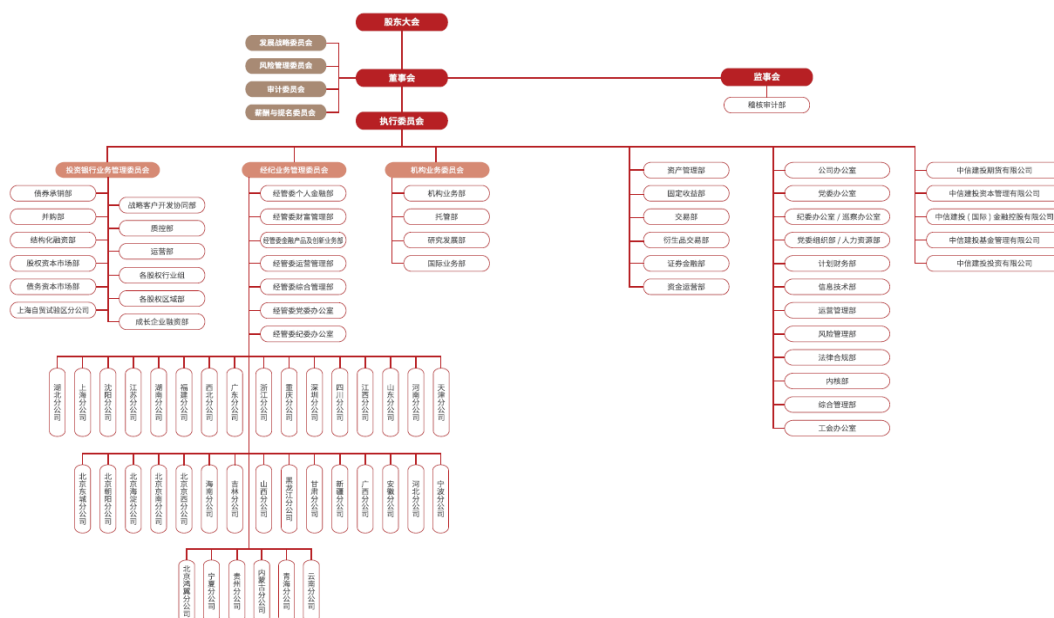 股东大会
发展战略委员会
风险管理委员会
审计委员会
薪酬与提名委员会
董事会
监事会
稽核审计部
执行委员会
投资银行业务管理委员会
债券承销部
并购部
结构化融资部
股权资本市场部
债务资本市场部
上海自贸试验区分公司
战略客户开发协同部
质控部
运营部
各股权行业组
各股权区域部
成长企业融资部
经纪业务管理委员会
经管委个人金融部
经管委财富管理部
经管委金融产品及创新业务部
经管委运营管理部
经管委综合管理部
经管委党委办公室
经管委纪委办公室
机构业务委员会
机构业务部
托管部
研究发展部
国际业务部
资产管理部
固定收益部
交易部
衍生品交易部
证券金融部
资金运营部
公司办公室
党委办公室
纪委办公室 / 巡察办公室
党委组织部 / 人力资源部
计划财务部
信息技术部
运营管理部
风险管理部
法律合规部
内核部
综合管理部
工会办公室
中信建投期货有限公司
中信建投资本管理有限公司
中信建投 ( 国际 ) 金融控股有限公司
中信建投基金管理有限公司
中信建投投资有限公司
湖北分公司
上海分公司
沈阳分公司
江苏分公司
湖南分公司
福建分公司
西北分公司
广东分公司
浙江分公司
重庆分公司
深圳分公司
四川分公司
江西分公司
山东分公司
河南分公司
天津分公司
北京东城分公司
北京朝阳分公司
北京海淀分公司
北京京南分公司
北京京西分公司
海南分公司
吉林分公司
山西分公司
黑龙江分公司
甘肃分公司
新疆分公司
广西分公司
安徽分公司
河北分公司
宁波分公司
北京鸿翼分公司
宁夏分公司
贵州分公司
内蒙古分公司
青海分公司
云南分公司